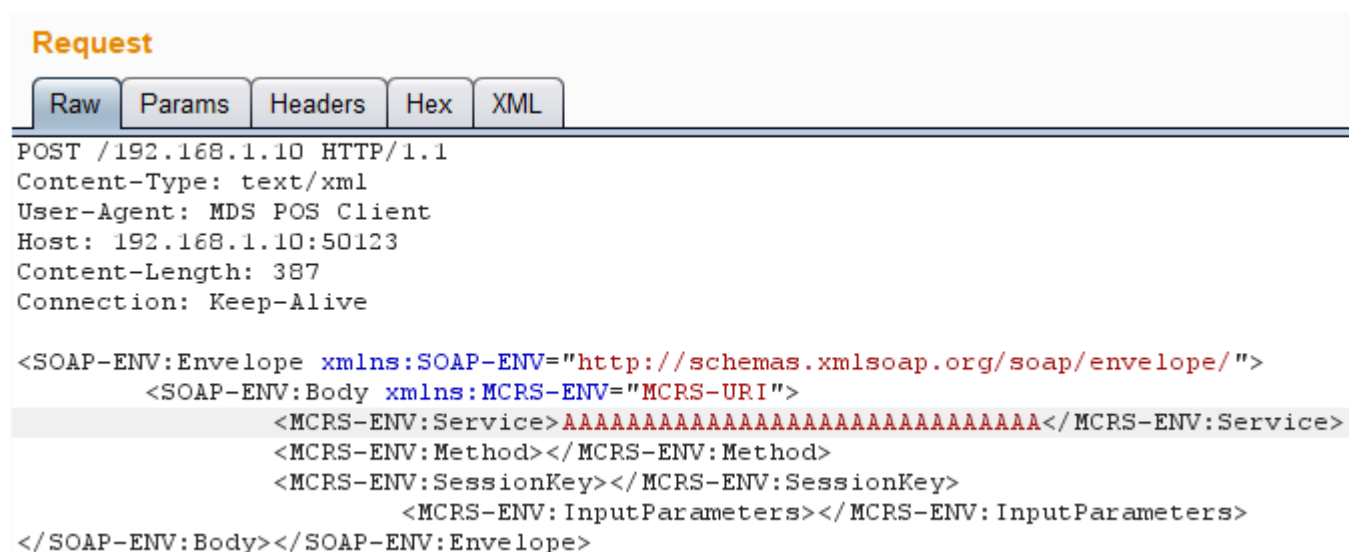 Request
Raw Params Headers Hex XML
POST /192.168.1.10 HTTP/1.1
Content-Type: text/xml
User-Agent: MDS POS Client
Host: 192.168.1.10:50123
Content-Length: 387
Connection: Keep-Alive
<SOAP-ENV:Envelope xmlns:SOAP-ENV="http://schemas.xmlsoap.org/soap/envelope/">
<SOAP-ENV:Body xmlns:MCRS-ENV="MCRS-URI">
<MCRS-ENV:Service>AAAAAAAAAAAAAAAAAAAAAAAAAAAAAA</MCRS-ENV:Service>
<MCRS-ENV:Method></MCRS-ENV:Method>
<MCRS-ENV:SessionKey></MCRS-ENV:SessionKey>
<MCRS-ENV:InputParameters></MCRS-ENV:InputParameters>
</SOAP-ENV:Body></SOAP-ENV:Envelope>